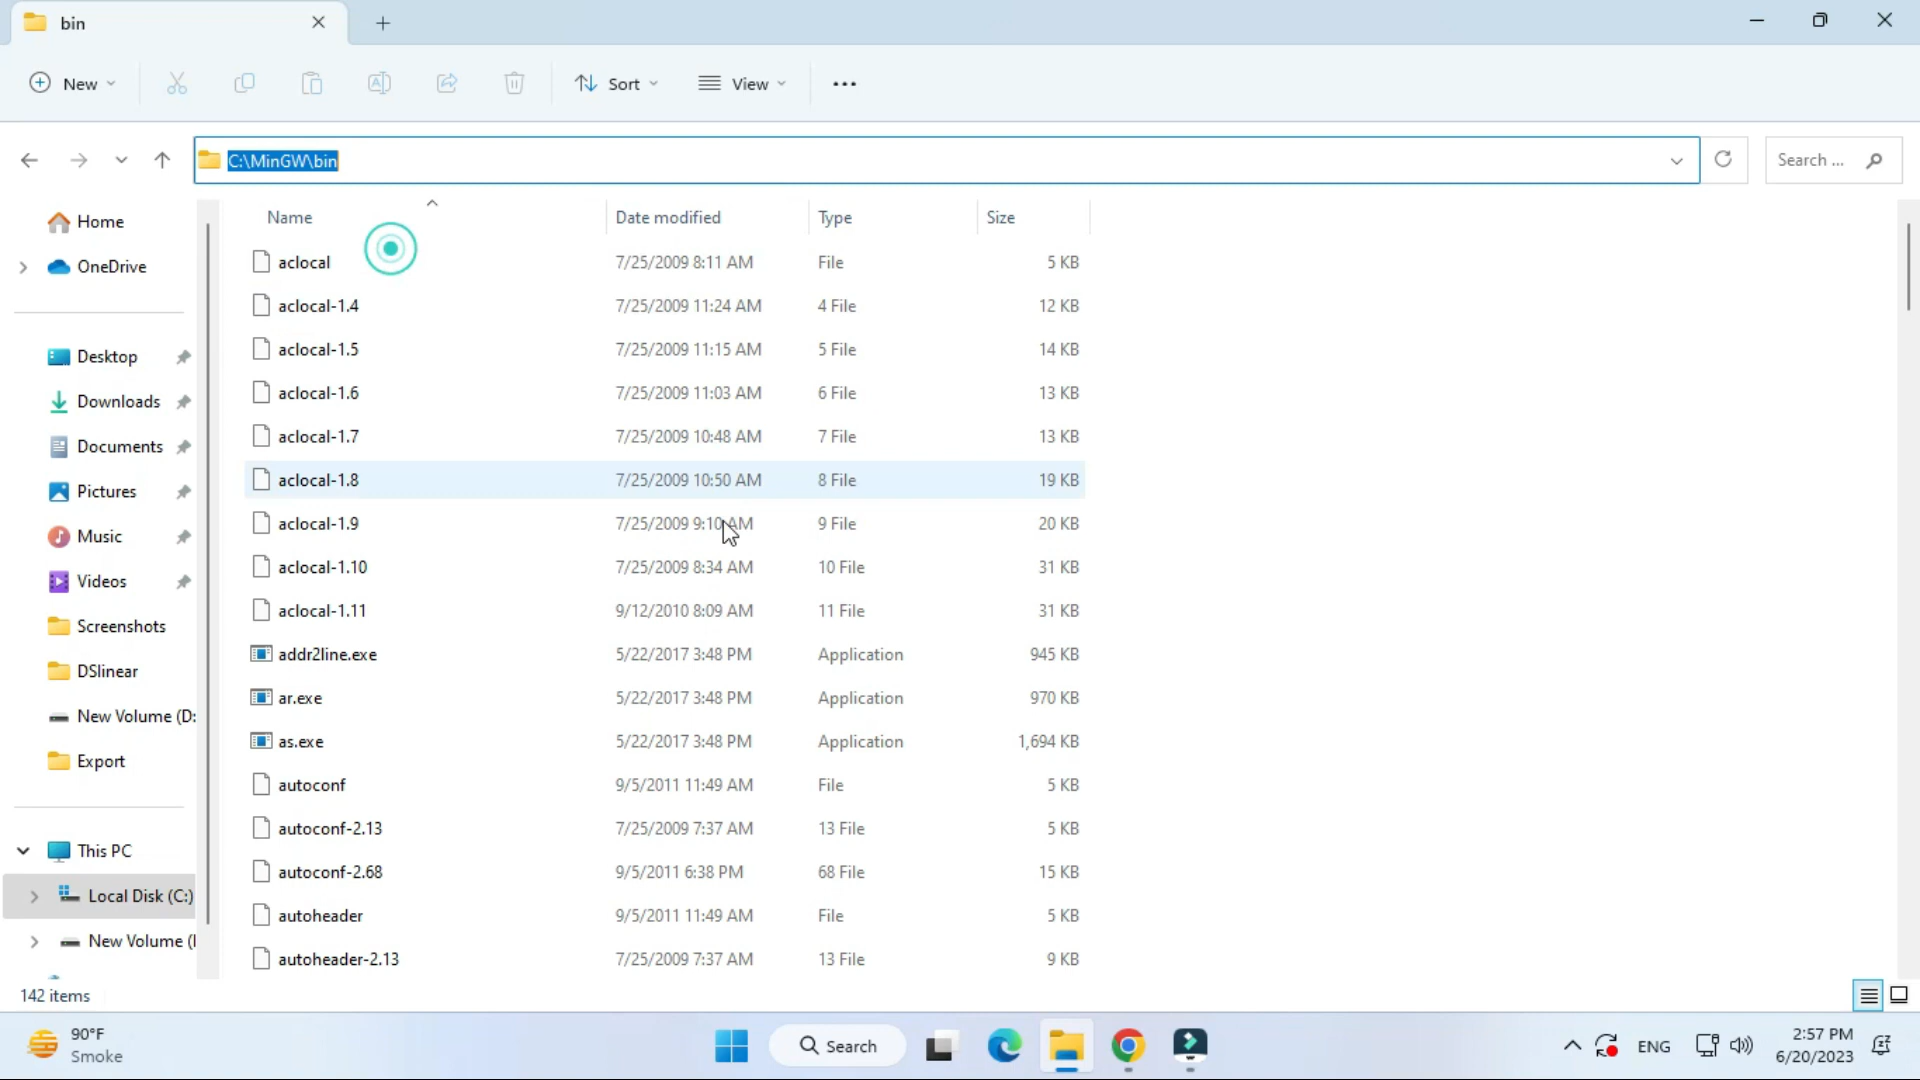 bin
New
Sort
View
C:\MinGW\bin
Search ...
Home
OneDrive
Desktop
Downloads
Documents
Pictures
Music
Videos
Screenshots
DSlinear
New Volume (D:
Export
This PC
Local Disk (C:)
New Volume (
Name Date modified Type Size
aclocal 7/25/2009 8:11 AM File 5 KB
aclocal-1.4 7/25/2009 11:24 AM 4 File 12 KB
aclocal-1.5 7/25/2009 11:15 AM 5 File 14 KB
aclocal-1.6 7/25/2009 11:03 AM 6 File 13 KB
aclocal-1.7 7/25/2009 10:48 AM 7 File 13 KB
aclocal-1.8 7/25/2009 10:50 AM 8 File 19 KB
aclocal-1.9 7/25/2009 9:10 AM 9 File 20 KB
aclocal-1.10 7/25/2009 8:34 AM 10 File 31 KB
aclocal-1.11 9/12/2010 8:09 AM 11 File 31 KB
addr2line.exe 5/22/2017 3:48 PM Application 945 KB
ar.exe 5/22/2017 3:48 PM Application 970 KB
as.exe 5/22/2017 3:48 PM Application 1,694 KB
autoconf 9/5/2011 11:49 AM File 5 KB
autoconf-2.13 7/25/2009 7:37 AM 13 File 5 KB
autoconf-2.68 9/5/2011 6:38 PM 68 File 15 KB
autoheader 9/5/2011 11:49 AM File 5 KB
autoheader-2.13 7/25/2009 7:37 AM 13 File 9 KB
142 items
90°F
Smoke
Search
ENG
2:57 PM
6/20/2023